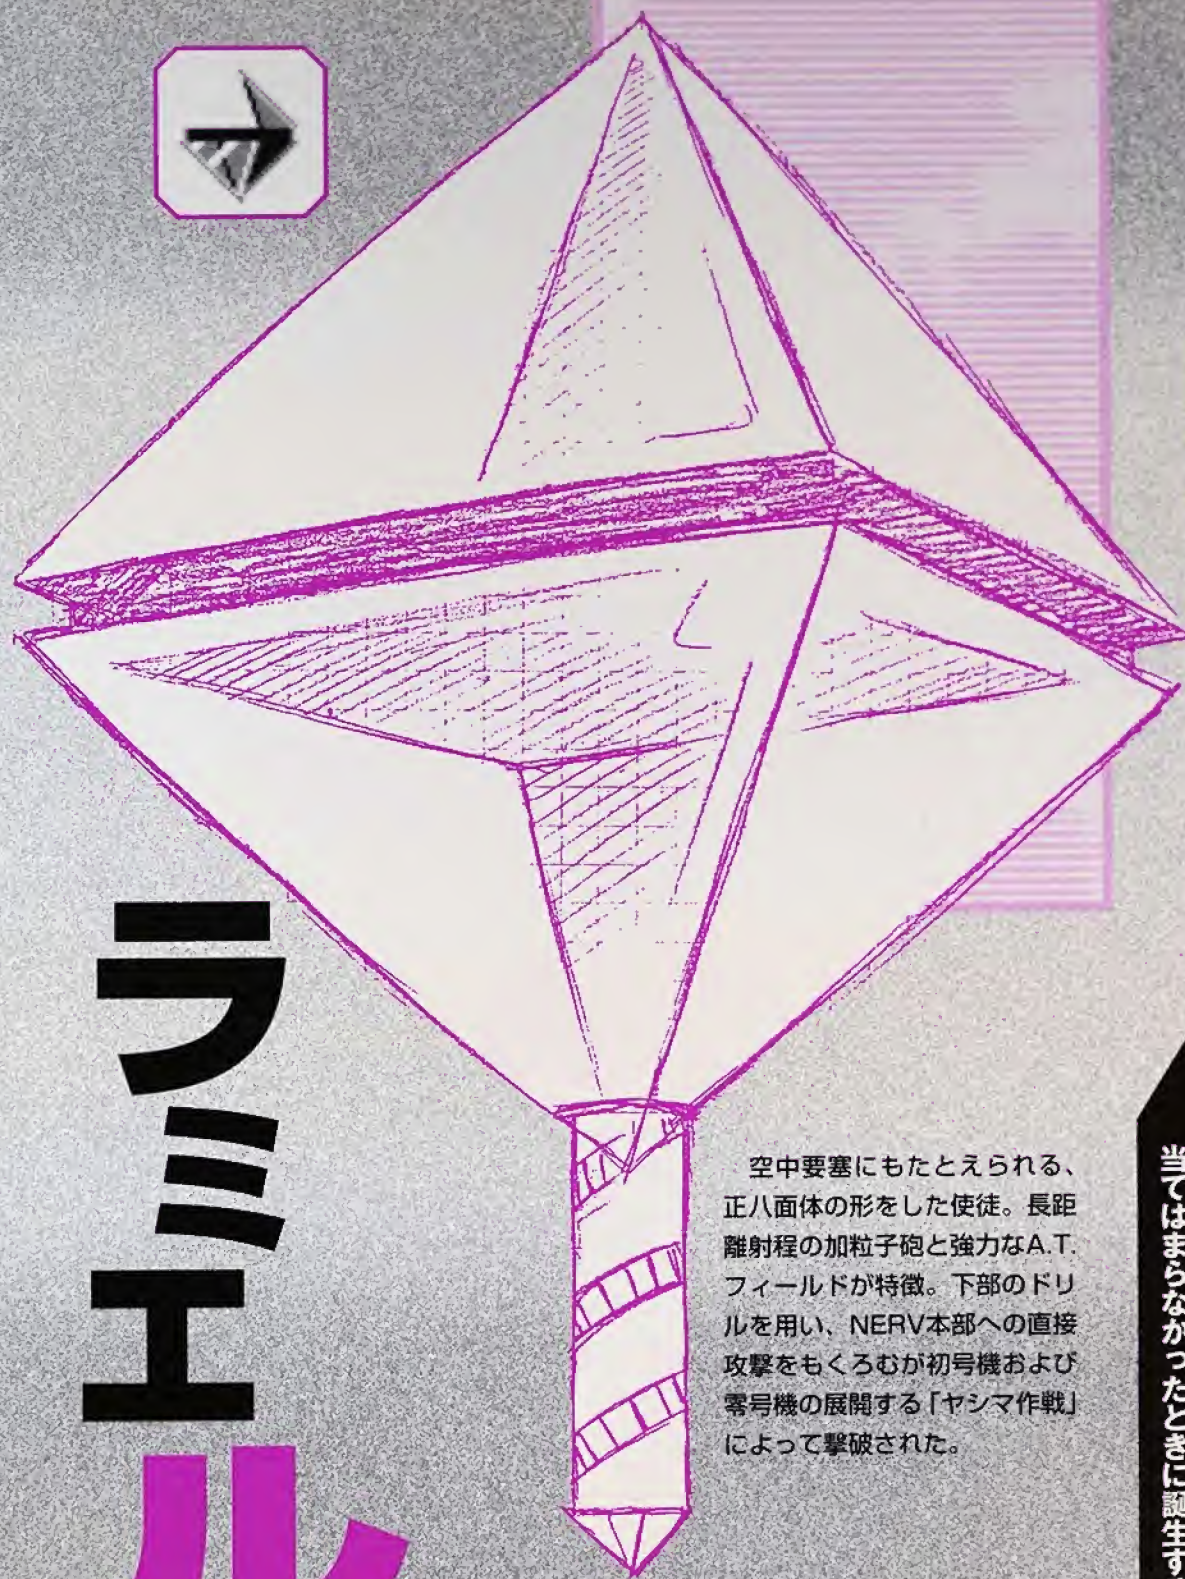 ラミエル
空中要塞にもたとえられる、
正八面体の形をした使徒。長距
離射程の加粒子砲と強力なA.T.
フィールドが特徴。下部のドリ
ルを用い、NERV本部への直接
攻撃をもくろむが初号機および
零号機の展開する「ヤシマ作戦」
によって撃破された。
当てはまらなかったときに誕生す